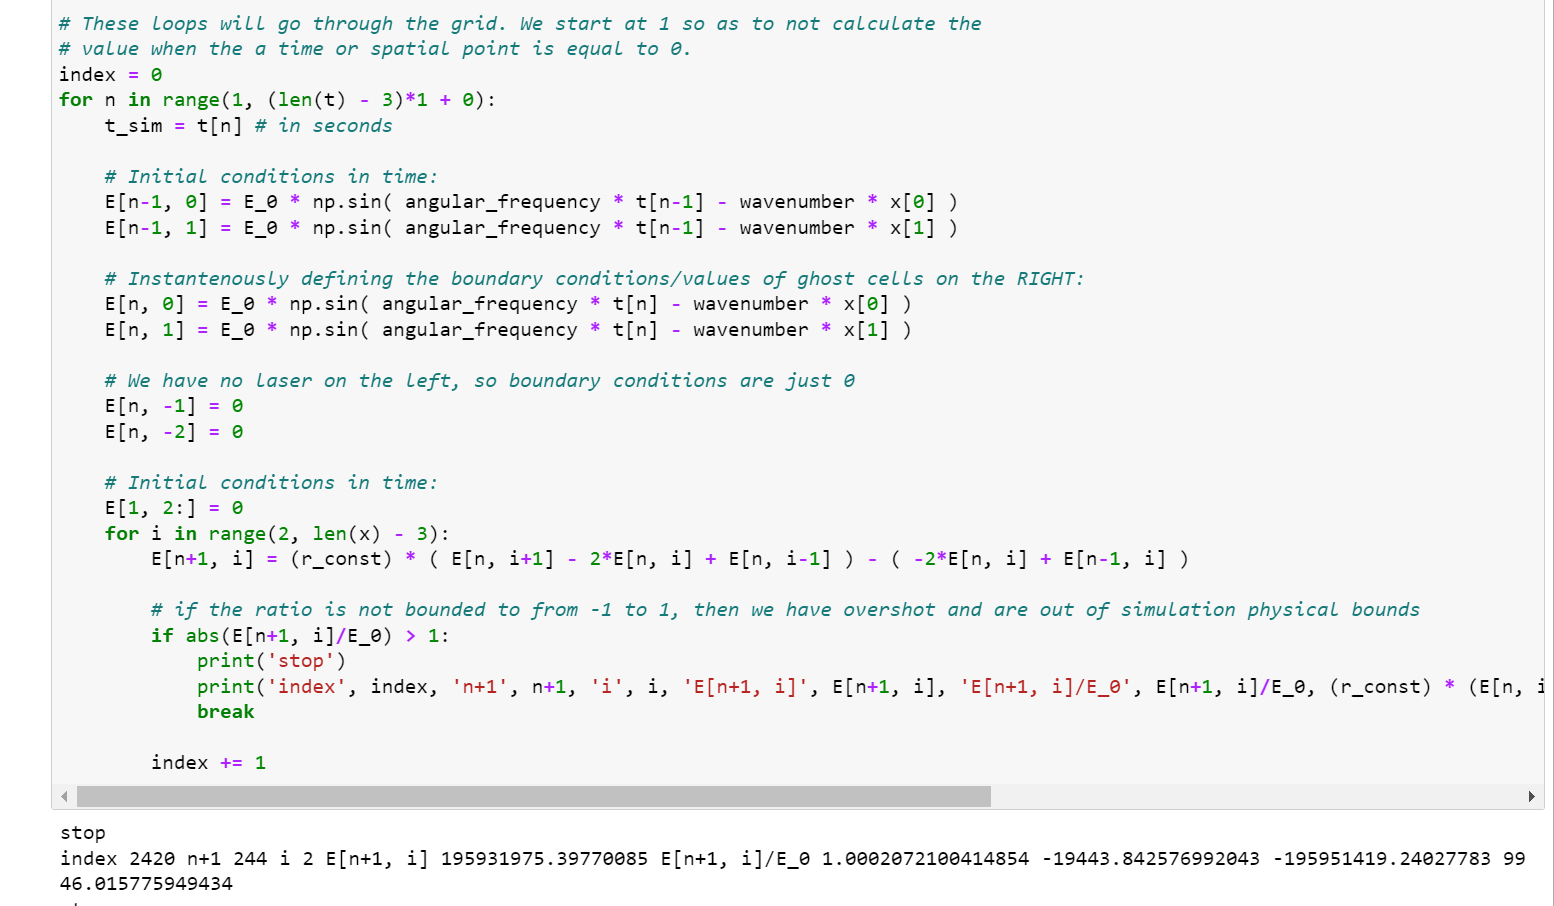 # These loops will go through the grid. We start at 1 so as to not calculate the
# value when the a time or spatial point is equal to 0.
index = 0
for n in range(1, (len(t) - 3)*1 + 0):
    t_sim = t[n] # in seconds

    # Initial conditions in time:
    E[n-1, 0] = E_0 * np.sin( angular_frequency * t[n-1] - wavenumber * x[0] )
    E[n-1, 1] = E_0 * np.sin( angular_frequency * t[n-1] - wavenumber * x[1] )

    # Instantenously defining the boundary conditions/values of ghost cells on the RIGHT:
    E[n, 0] = E_0 * np.sin( angular_frequency * t[n] - wavenumber * x[0] )
    E[n, 1] = E_0 * np.sin( angular_frequency * t[n] - wavenumber * x[1] )

    # We have no laser on the left, so boundary conditions are just 0
    E[n, -1] = 0
    E[n, -2] = 0

    # Initial conditions in time:
    E[1, 2:] = 0
    for i in range(2, len(x) - 3):
        E[n+1, i] = (r_const) * ( E[n, i+1] - 2*E[n, i] + E[n, i-1] ) - ( -2*E[n, i] + E[n-1, i] )

        # if the ratio is not bounded to from -1 to 1, then we have overshot and are out of simulation physical bounds
        if abs(E[n+1, i]/E_0) > 1:
            print('stop')
            print('index', index, 'n+1', n+1, 'i', i, 'E[n+1, i]', E[n+1, i], 'E[n+1, i]/E_0', E[n+1, i]/E_0, (r_const) * (E[n, i
            break

        index += 1
stop
index 2420 n+1 244 i 2 E[n+1, i] 195931975.39770085 E[n+1, i]/E_0 1.0002072100414854 -19443.842576992043 -195951419.24027783 99
46.015775949434